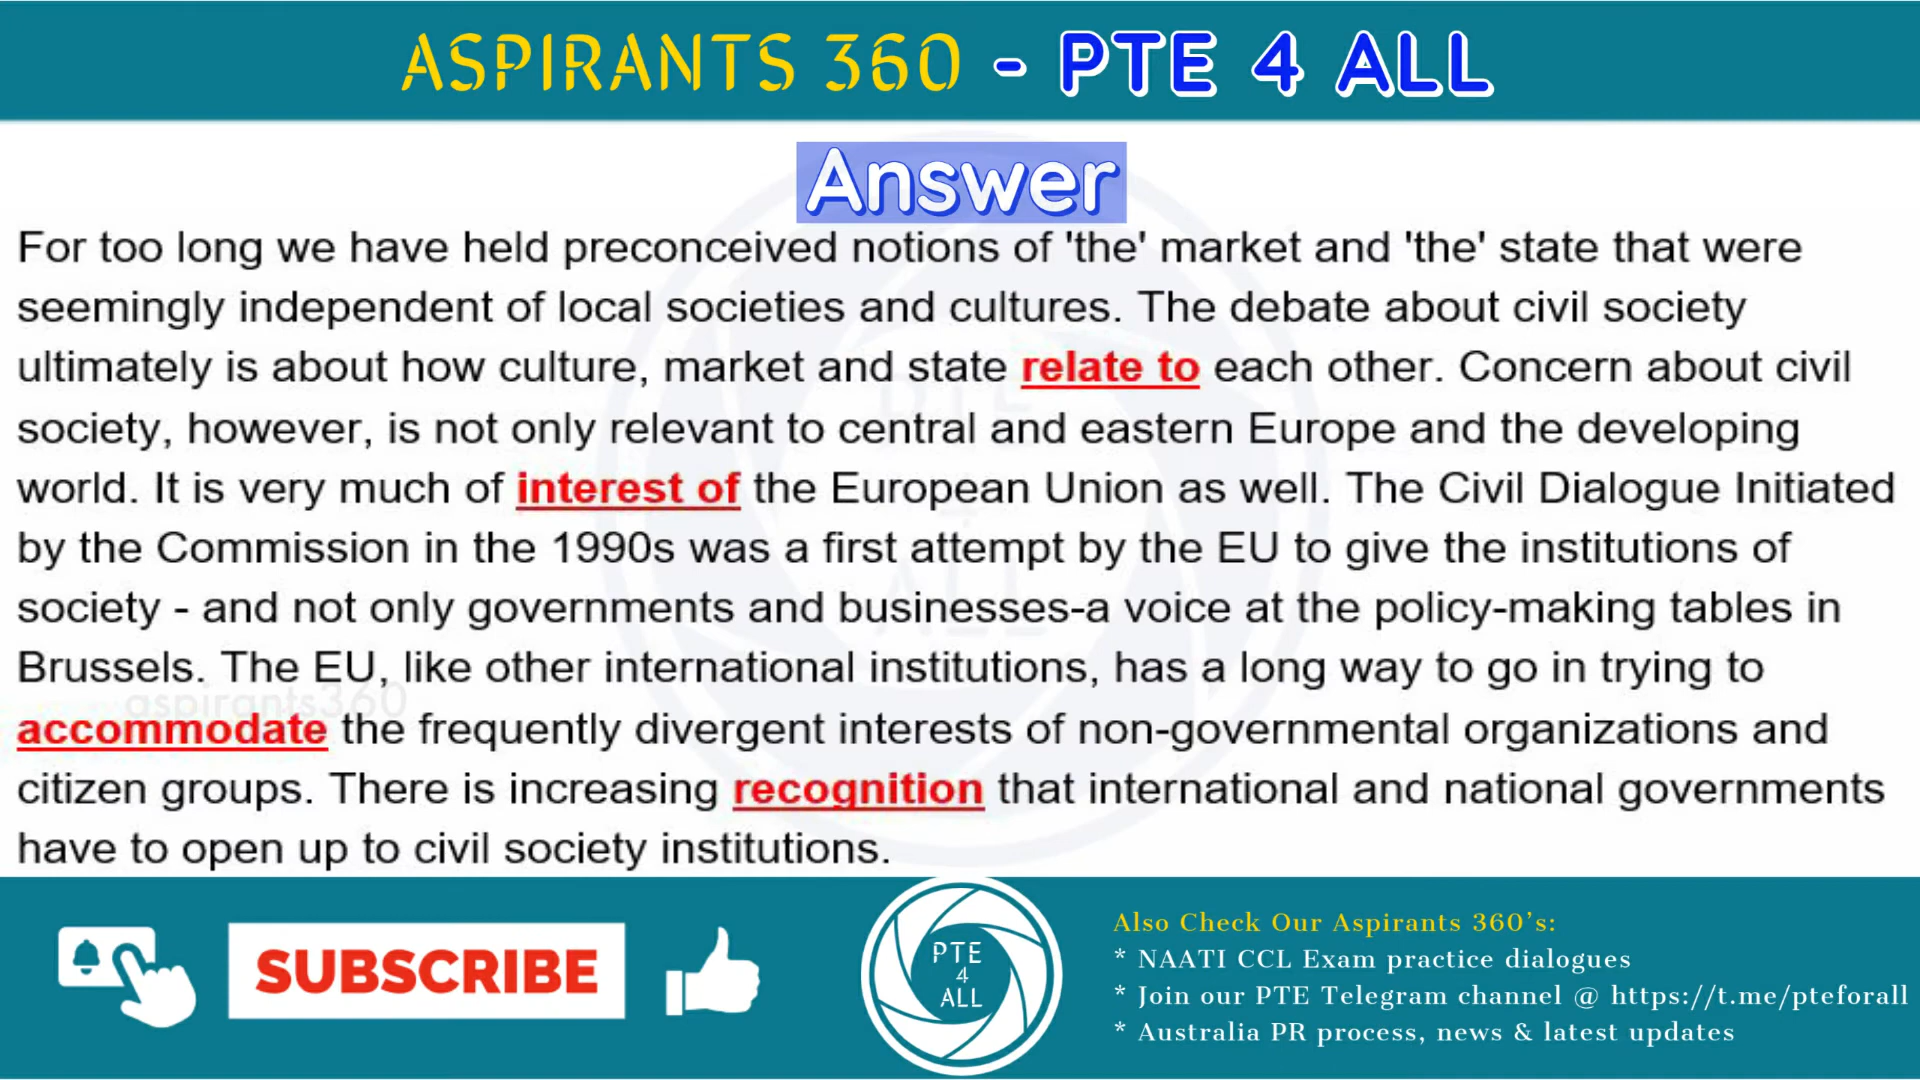 ASPIRANTS 360 - PTE 4 ALL
Answer
For too long we have held preconceived notions of 'the' market and 'the' state that were
seemingly independent of local societies and cultures. The debate about civil society
ultimately is about how culture, market and state relate to each other. Concern about civil
society, however, is not only relevant to central and eastern Europe and the developing
world. It is very much of interest of the European Union as well. The Civil Dialogue Initiated
by the Commission in the 1990s was a first attempt by the EU to give the institutions of
society - and not only governments and businesses-a voice at the policy-making tables in
Brussels. The EU, like other international institutions, has a long way to go in trying to
aspirants360
accommodate the frequently divergent interests of non-governmental organizations and
citizen groups. There is increasing recognition that international and national governments
have to open up to civil society institutions.
SUBSCRIBE
PTE
4
ALL
Also Check Our Aspirants 360's:
* NAATI CCL Exam practice dialogues
* Join our PTE Telegram channel @ https://t.me/pteforall
* Australia PR process, news & latest updates